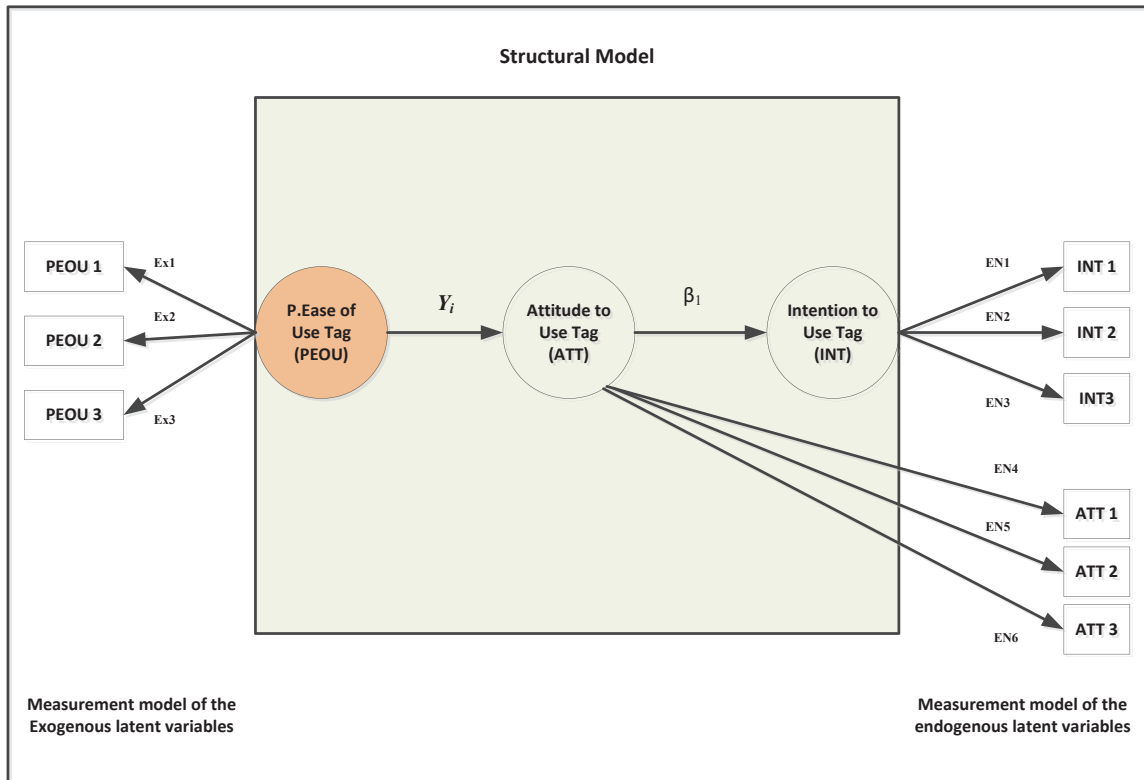 Structural Model
PEOU 1
PEOU 2
PEOU 3
Ex1
Ex2
Ex3
P.Ease of
Use Tag
(PEOU)
Yi
Attitude to
Use Tag
(ATT)
β1
Intention to
Use Tag
(INT)
EN1
EN2
EN3
EN4
EN5
EN6
INT 1
INT 2
INT3
ATT 1
ATT 2
ATT 3
Measurement model of the
Exogenous latent variables
Measurement model of the
endogenous latent variables